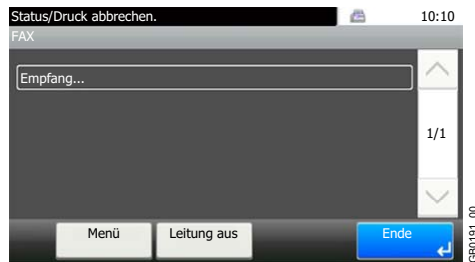 Status/Druck abbrechen.
10:10
FAX
Empfang...
1/1
Menü
Leitung aus
Ende
GB0191_00